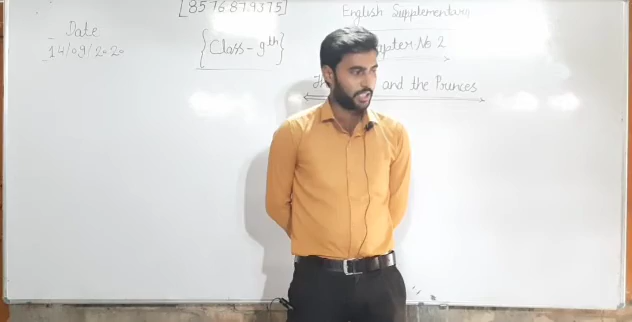 [8576879375]
English Supplementary
Date
14/09/2020
{Class-9th}
Chapter No 2
and the Princes